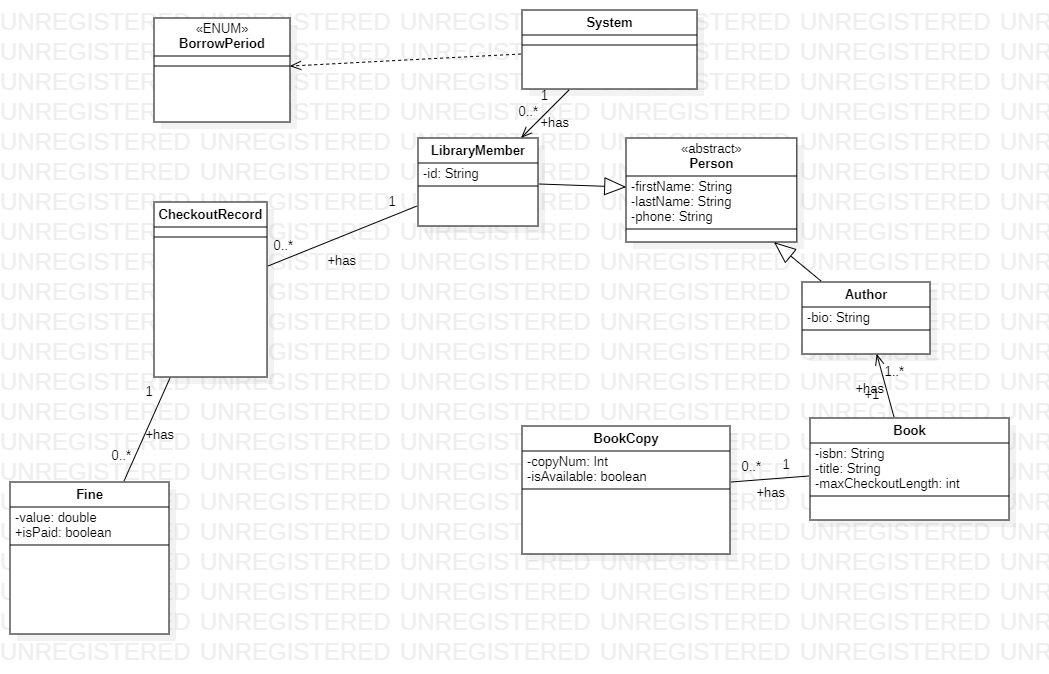 «ENUM»
BorrowPeriod
System
1
0..*
+has
LibraryMember
-id: String
«abstract»
Person
-firstName: String
-lastName: String
-phone: String
CheckoutRecord
1
0..*
+has
Author
-bio: String
1..*
+has
+1
1
+has
0..*
Book
-isbn: String
-title: String
-maxCheckoutLength: int
BookCopy
-copyNum: Int
-isAvailable: boolean
0..*
1
+has
Fine
-value: double
+isPaid: boolean
UNREGISTERED UNREGISTERED UNREGISTERED UNREGISTERED UNREGISTERED UNR